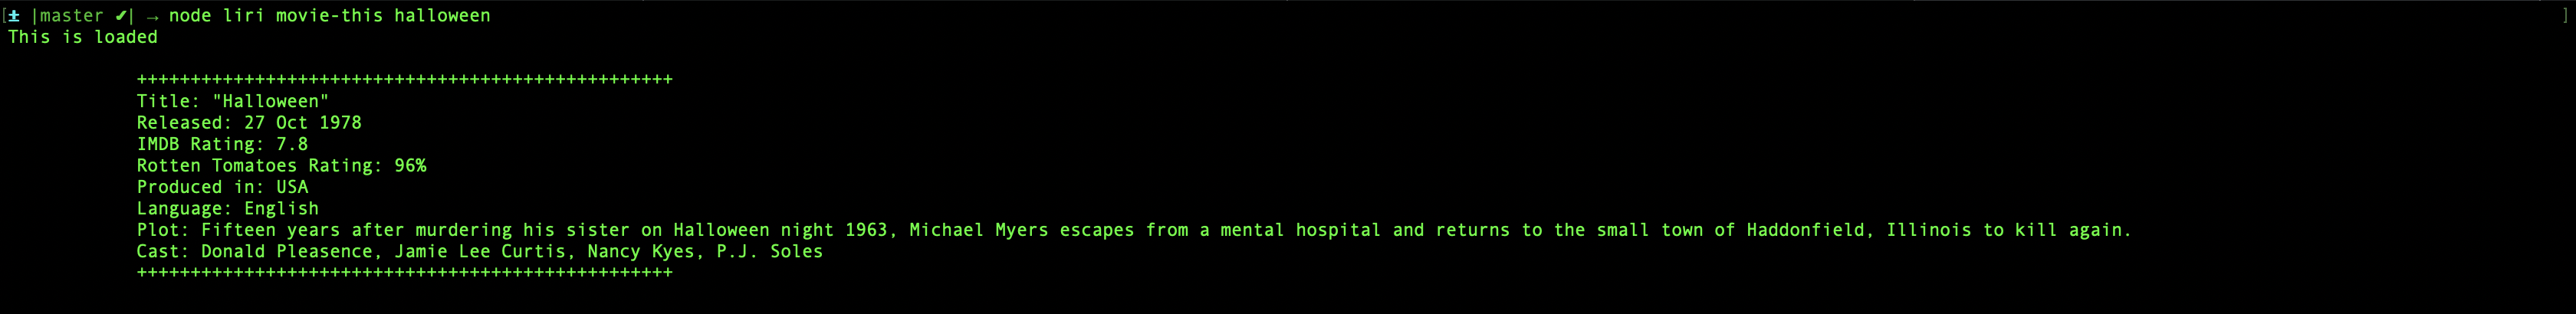 [± |master ✔| → node liri movie-this halloween ]
This is loaded
++++++++++++++++++++++++++++++++++++++++++++++++++
Title: "Halloween"
Released: 27 Oct 1978
IMDB Rating: 7.8
Rotten Tomatoes Rating: 96%
Produced in: USA
Language: English
Plot: Fifteen years after murdering his sister on Halloween night 1963, Michael Myers escapes from a mental hospital and returns to the small town of Haddonfield, Illinois to kill again.
Cast: Donald Pleasence, Jamie Lee Curtis, Nancy Kyes, P.J. Soles
++++++++++++++++++++++++++++++++++++++++++++++++++